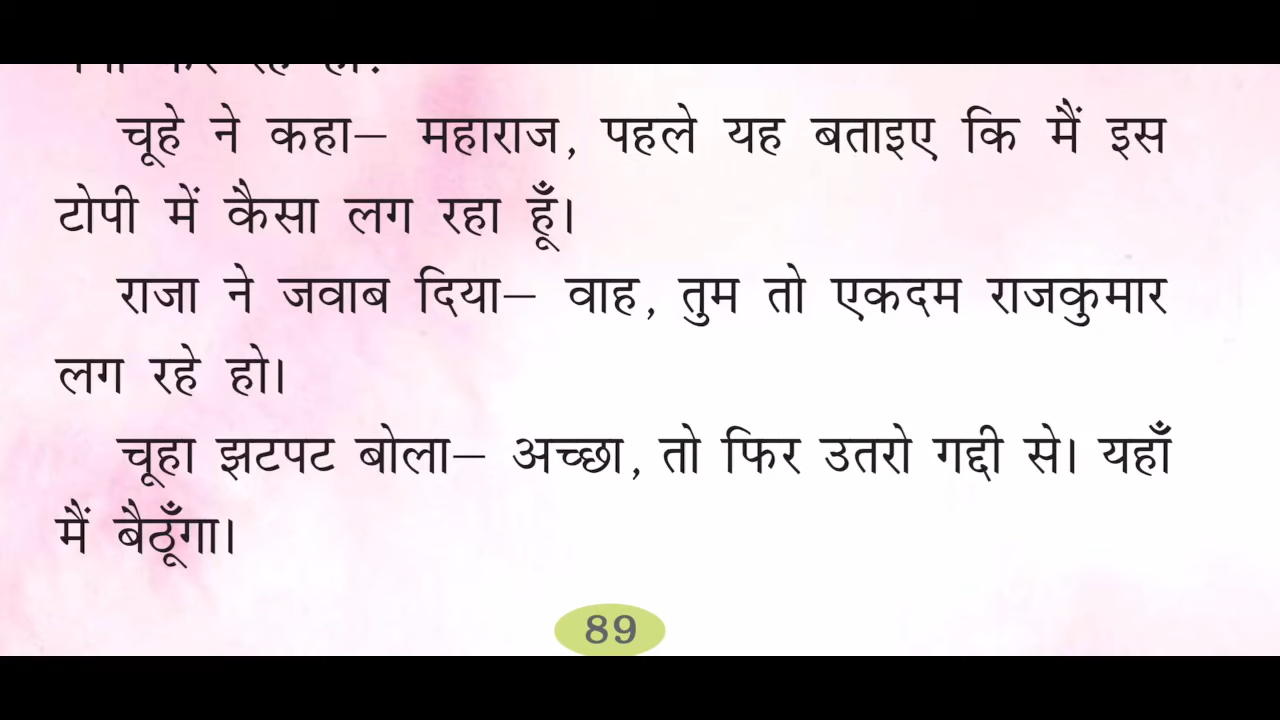 चूहे ने कहा– महाराज, पहले यह बताइए कि मैं इस
टोपी में कैसा लग रहा हूँ।
राजा ने जवाब दिया– वाह, तुम तो एकदम राजकुमार
लग रहे हो।
चूहा झटपट बोला– अच्छा, तो फिर उतरो गद्दी से। यहाँ
मैं बैठूँगा।
89